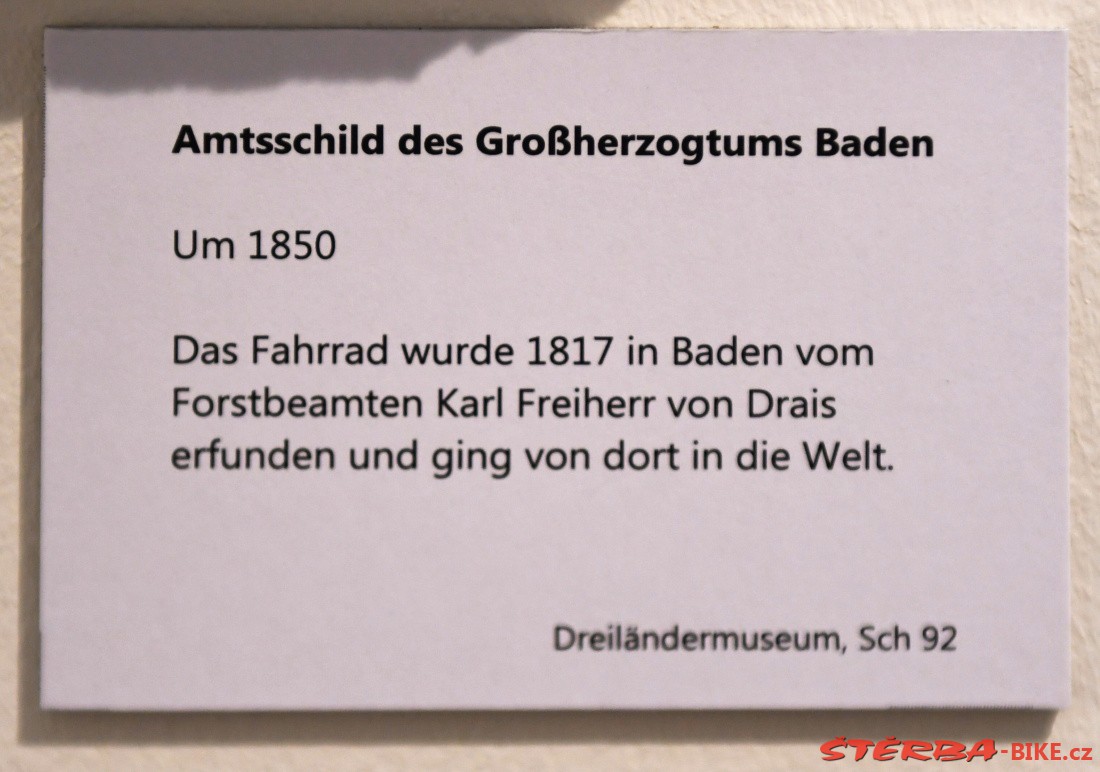 Amtsschild des Großherzogtums Baden
Um 1850
Das Fahrrad wurde 1817 in Baden vom
Forstbeamten Karl Freiherr von Drais
erfunden und ging von dort in die Welt.
Dreiländermuseum, Sch 92
ŠTĚRBA-BIKE.cz